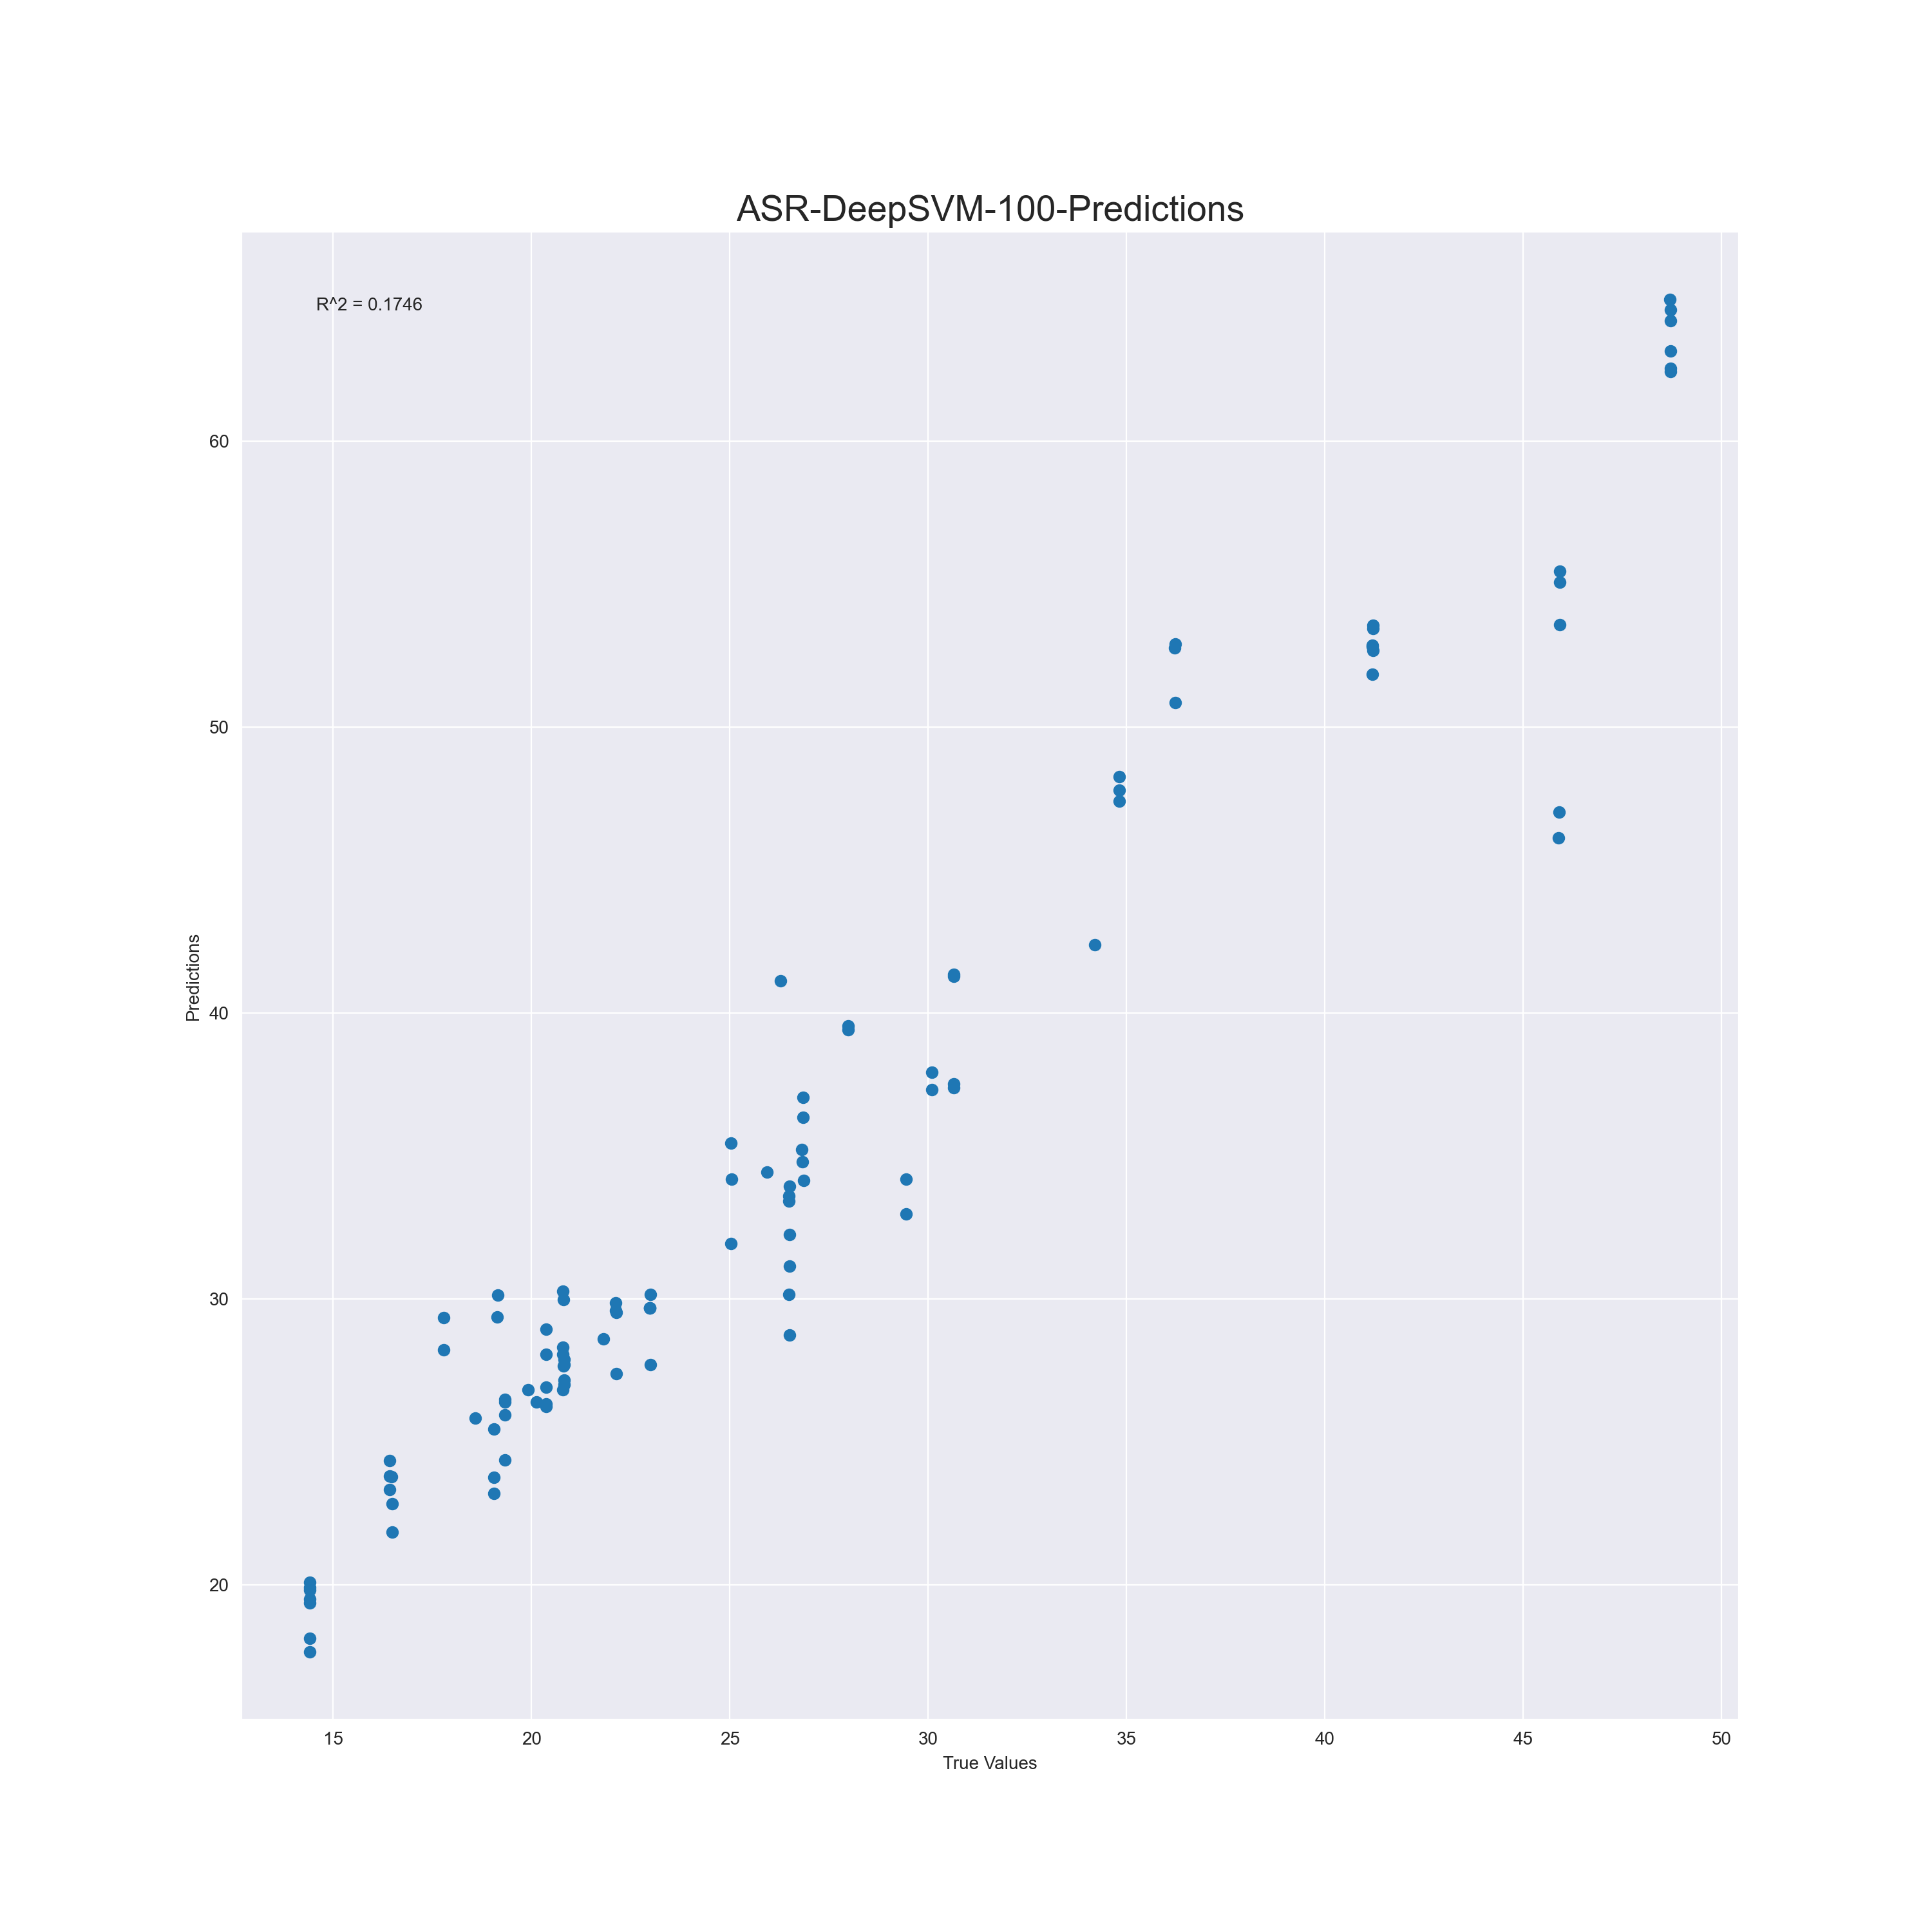 ASR-DeepSVM-100-Predictions
R^2 = 0.1746
60
50
40
30
20
Predictions
15 20 25 30 35 40 45 50
True Values